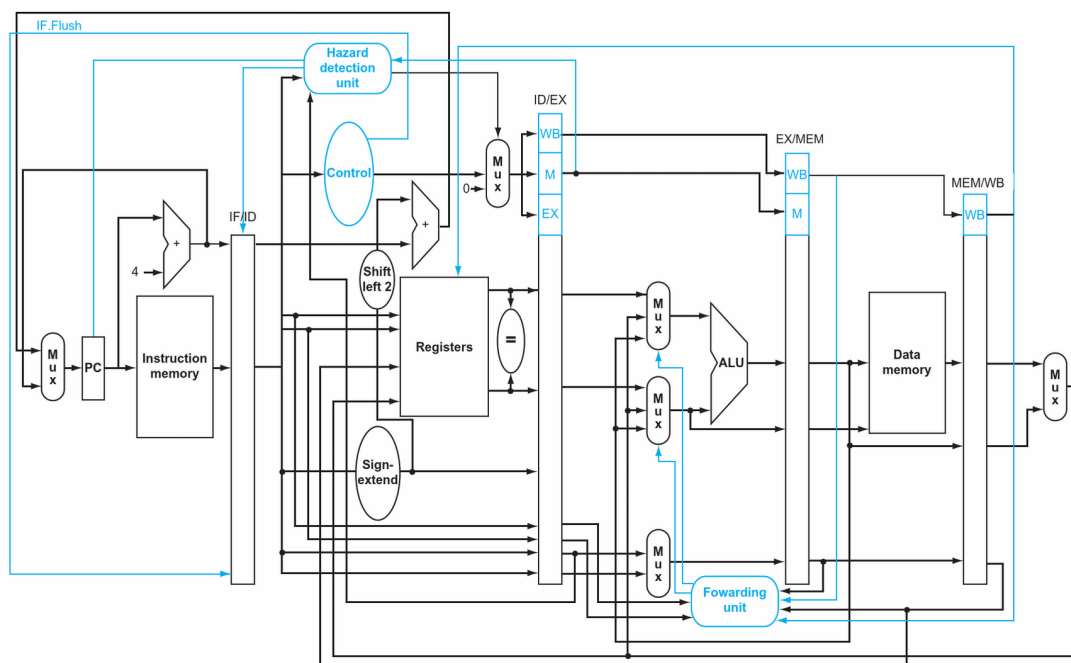 IF.Flush
Hazard
detection
unit
ID/EX
EX/MEM
MEM/WB
WB
M
EX
WB
M
WB
Control
M
u
x
0
IF/ID
+
+
4
Shift
left 2
M
u
x
PC
Instruction
memory
Registers
=
M
u
x
M
u
x
ALU
Data
memory
M
u
x
Sign-
extend
M
u
x
Fowarding
unit